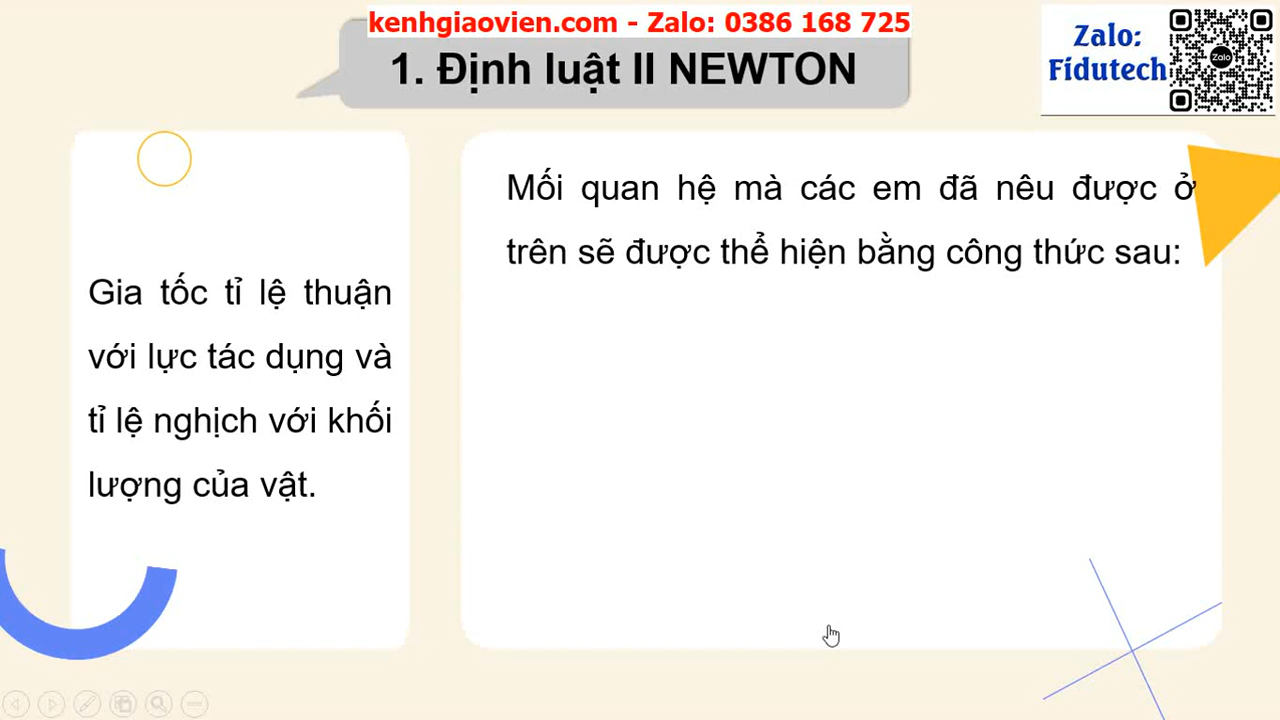 kenhgiaovien.com - Zalo: 0386 168 725
1. Định luật II NEWTON
Zalo:
Fidutech
Zalo
Gia tốc tỉ lệ thuận
với lực tác dụng và
tỉ lệ nghịch với khối
lượng của vật.
Mối quan hệ mà các em đã nêu được ở
trên sẽ được thể hiện bằng công thức sau: